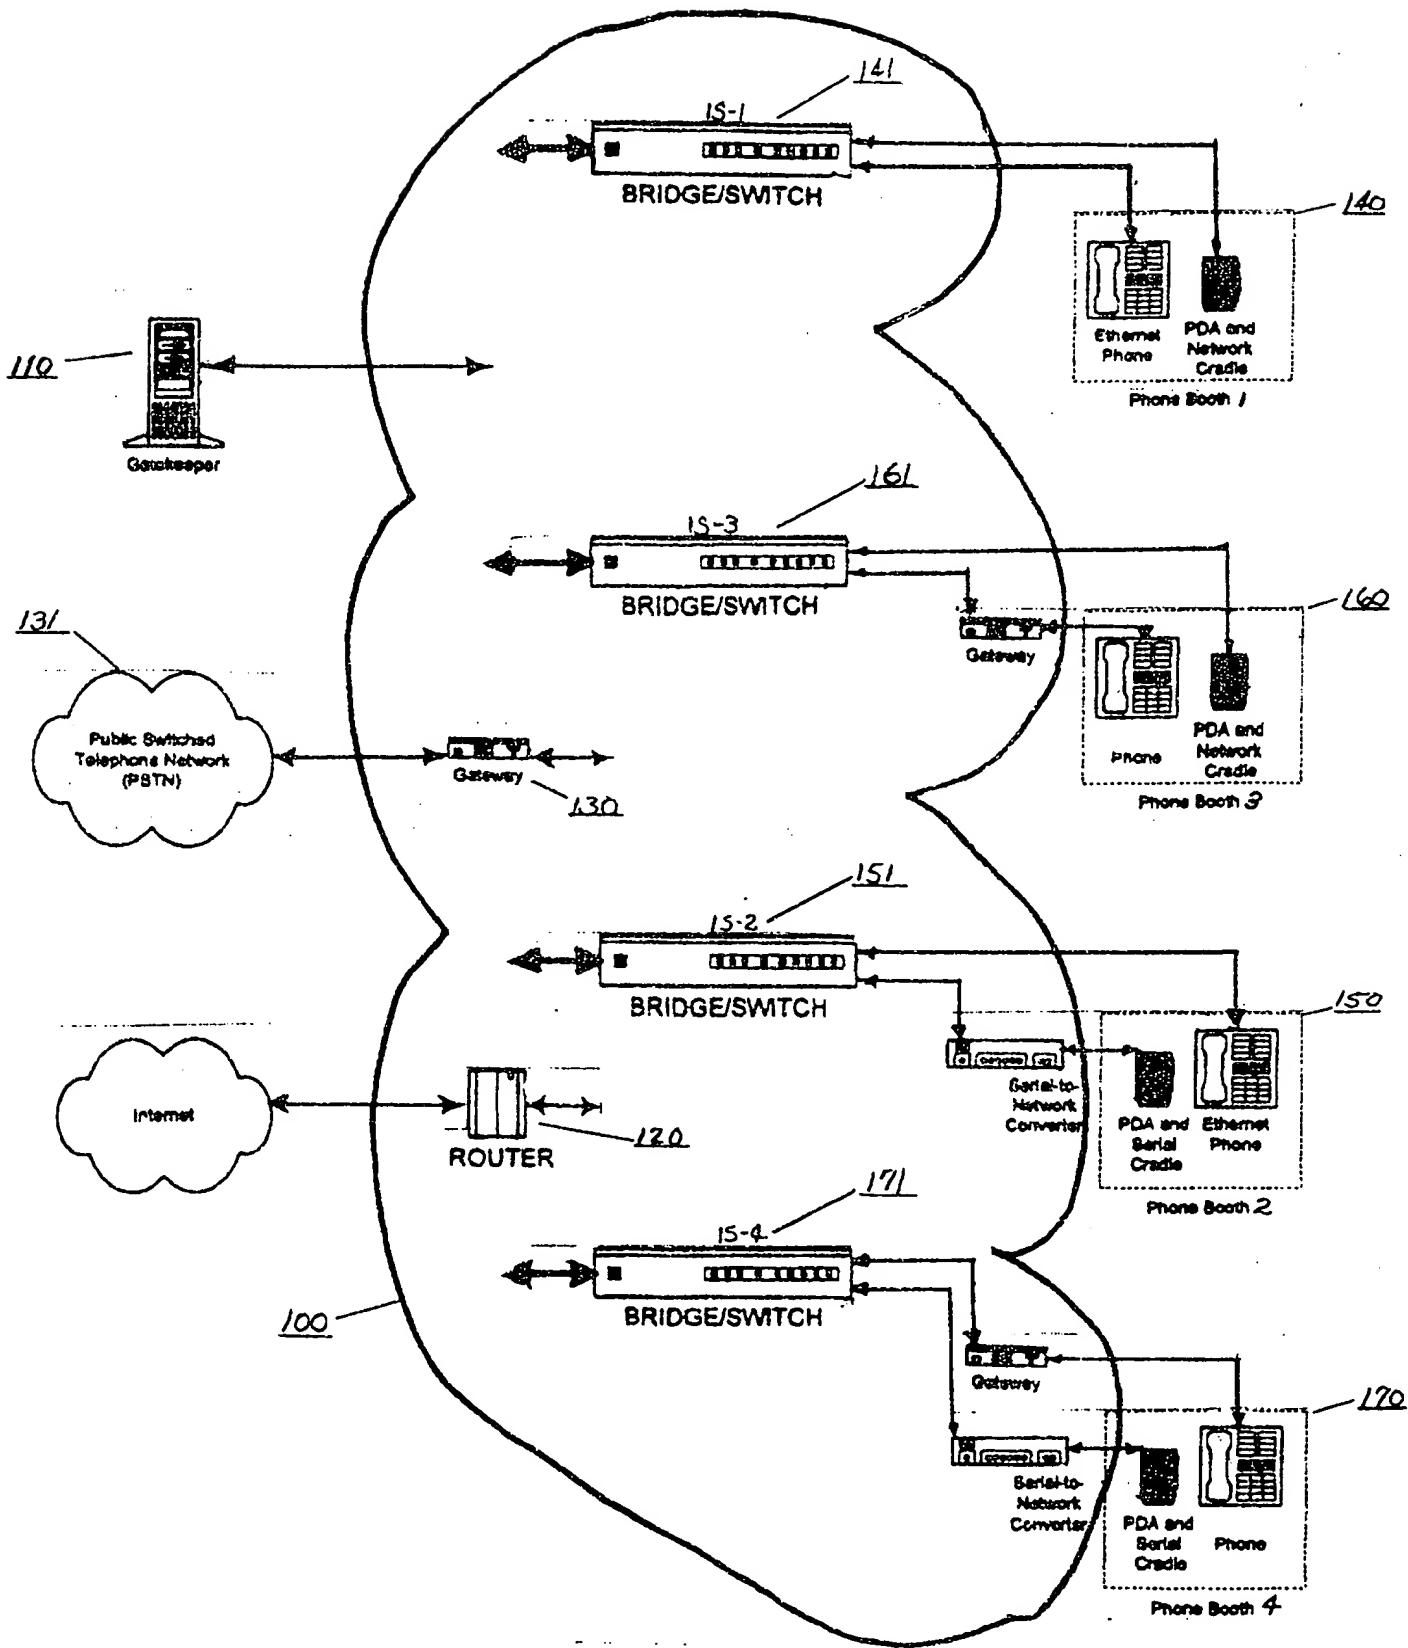 141
IS-1
BRIDGE/SWITCH
140
Ethernet
Phone
PDA and
Network
Cradle
Phone Booth 1
110
Gatekeeper
161
IS-3
BRIDGE/SWITCH
160
Gateway
Phone
PDA and
Network
Cradle
Phone Booth 3
131
Public Switched
Telephone Network
(PSTN)
Gateway
130
151
IS-2
BRIDGE/SWITCH
150
Serial-to-
Network
Converter
PDA and
Serial
Cradle
Ethernet
Phone
Phone Booth 2
Internet
120
ROUTER
171
IS-4
BRIDGE/SWITCH
100
Gateway
170
Serial-to-
Network
Converter
PDA and
Serial
Cradle
Phone
Phone Booth 4